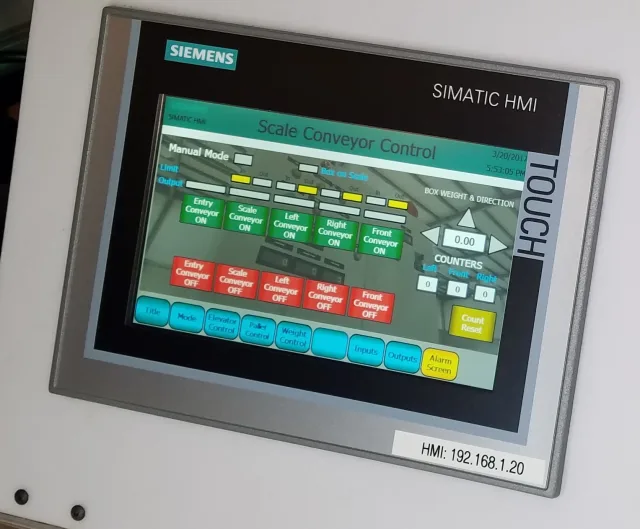 SIEMENS
SIMATIC HMI
TOUCH
SIMATIC HMI
Scale Conveyor Control
5:53:05 PM
Manual Mode
Box on Scale
Limit
Output
BOX WEIGHT & DIRECTION
0.00
Entry Conveyor ON
Scale Conveyor ON
Left Conveyor ON
Right Conveyor ON
Front Conveyor ON
COUNTERS
Left Front Right
0 0 0
Entry Conveyor OFF
Scale Conveyor OFF
Left Conveyor OFF
Right Conveyor OFF
Front Conveyor OFF
Count Reset
Title
Mode
Elevator Control
Pallet Control
Weight Control
Inputs
Outputs
Alarm Screen
HMI: 192.168.1.20